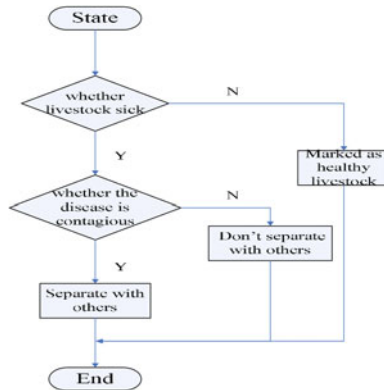 State
whether
livestock sick
N
Y
Marked as
healthy
livestock
whether the
disease is
contagious
N
Y
Don't separate
with others
Separate with
others
End